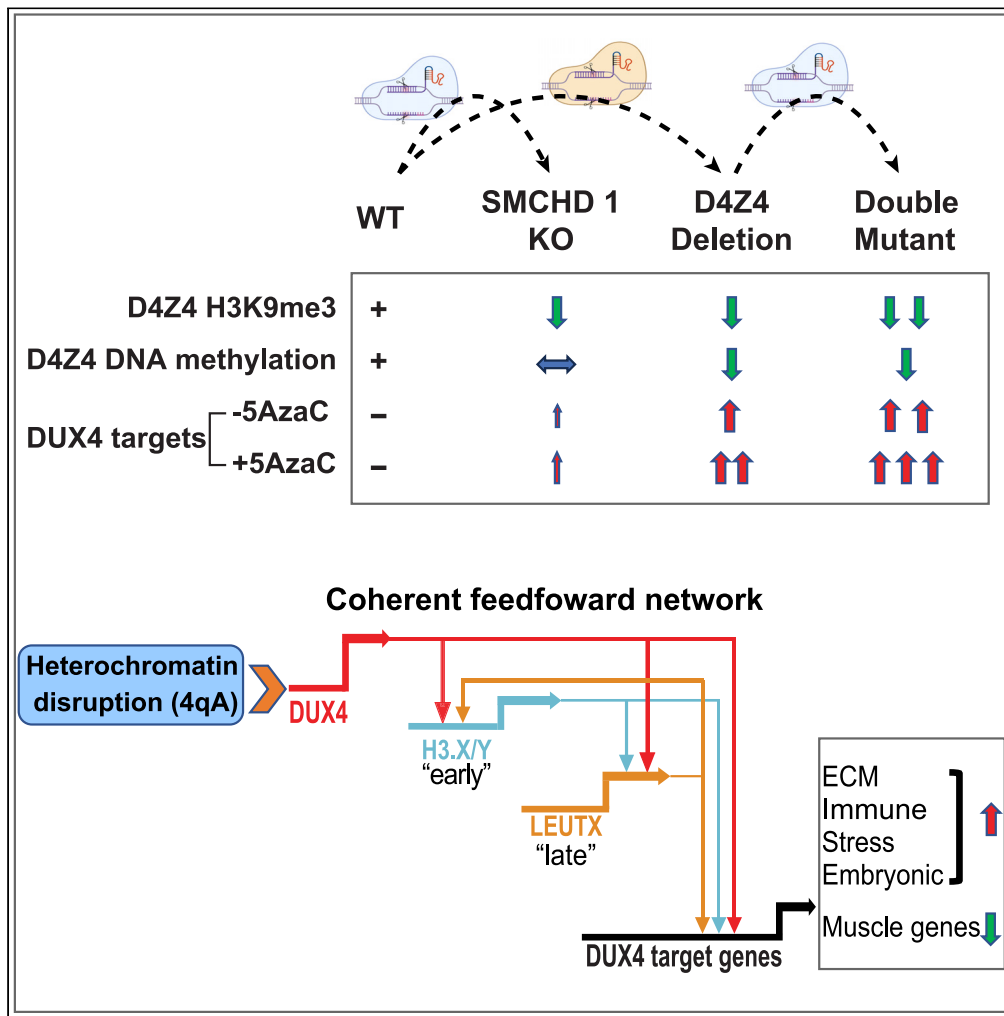 WT
SMCHD 1
KO
D4Z4
Deletion
Double
Mutant
D4Z4 H3K9me3 +
D4Z4 DNA methylation +
DUX4 targets
-5AzaC –
+5AzaC –
Coherent feedfoward network
Heterochromatin
disruption (4qA)
DUX4
H3.X/Y
“early”
LEUTX
“late”
DUX4 target genes
ECM
Immune
Stress
Embryonic
Muscle genes